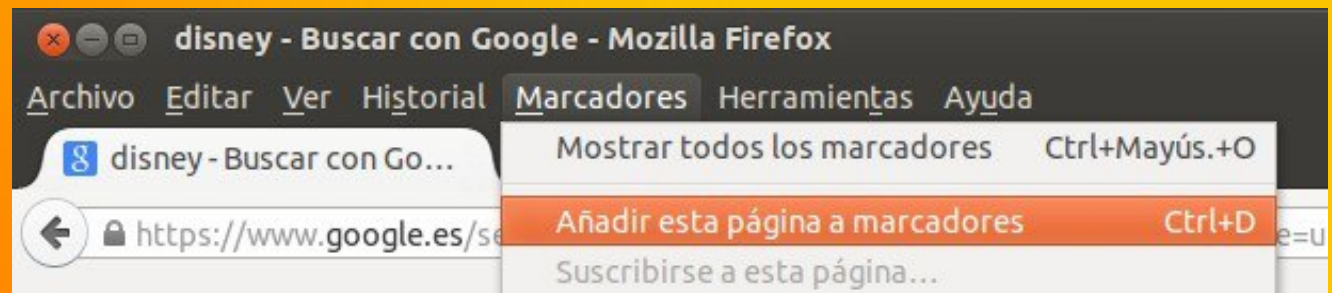 disney - Buscar con Google - Mozilla Firefox
Archivo Editar Ver Historial Marcadores Herramientas Ayuda
disney - Buscar con Go...
Mostrar todos los marcadores Ctrl+Mayús.+O
Añadir esta página a marcadores Ctrl+D
https://www.google.es/se
e=u
Suscribirse a esta página...